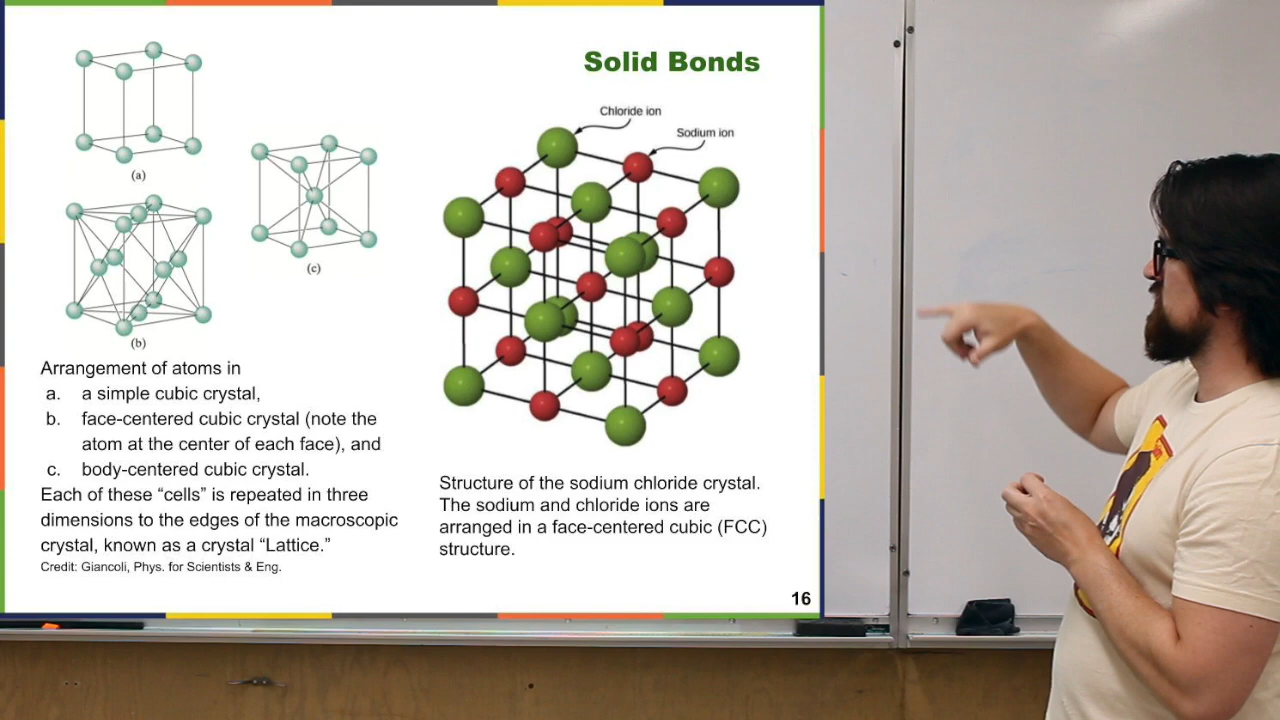 Solid Bonds
(a)
(b)
(c)
Arrangement of atoms in
a. a simple cubic crystal,
b. face-centered cubic crystal (note the
atom at the center of each face), and
c. body-centered cubic crystal.
Each of these “cells” is repeated in three
dimensions to the edges of the macroscopic
crystal, known as a crystal “Lattice.”
Credit: Giancoli, Phys. for Scientists & Eng.
Chloride ion
Sodium ion
Structure of the sodium chloride crystal.
The sodium and chloride ions are
arranged in a face-centered cubic (FCC)
structure.
16